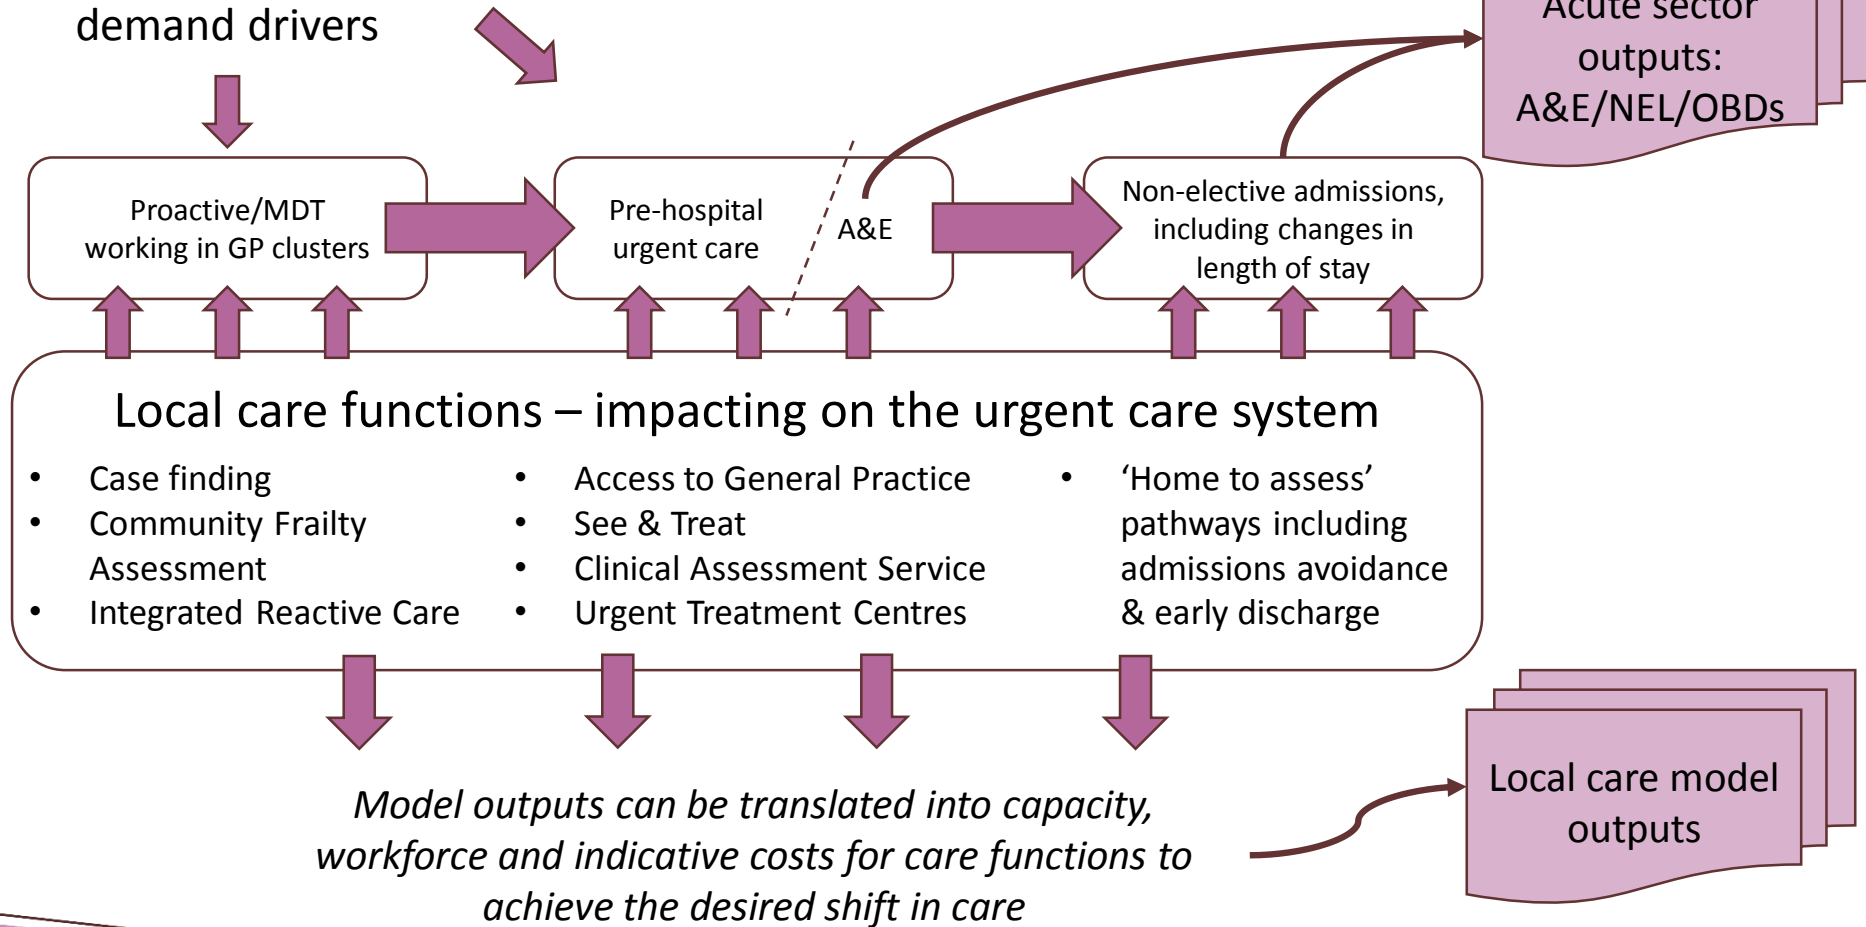 demand drivers
Acute sector
outputs:
A&E/NEL/OBDs
Proactive/MDT
working in GP clusters
Pre-hospital
urgent care
A&E
Non-elective admissions,
including changes in
length of stay
Local care functions – impacting on the urgent care system
• Case finding
• Community Frailty
Assessment
• Integrated Reactive Care
• Access to General Practice
• See & Treat
• Clinical Assessment Service
• Urgent Treatment Centres
• ‘Home to assess’
pathways including
admissions avoidance
& early discharge
Model outputs can be translated into capacity,
workforce and indicative costs for care functions to
achieve the desired shift in care
Local care model
outputs